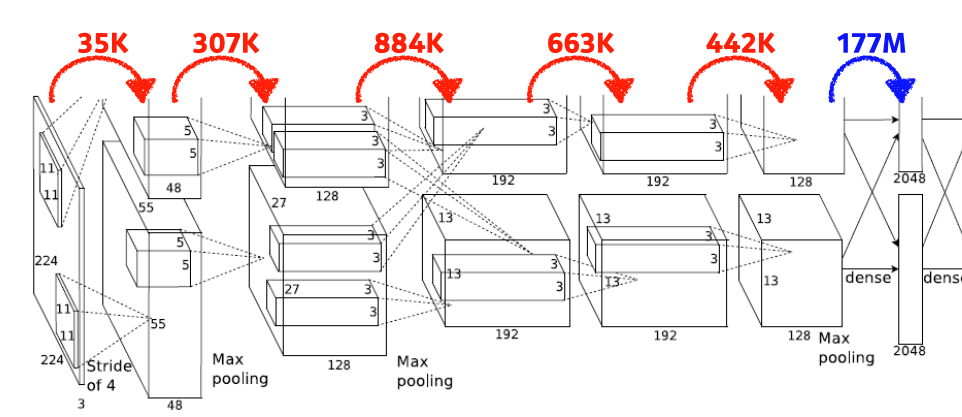 35K 307K 884K 663K 442K 177M
5 3 3 3 3
11 5 3 3 3 3
11 48 3
192 192 128 2048
55 27 128
13 13 13
5 3 3
224 5 3 3 3
13 3 13 13
11 27 3 dense dense
11 55 3
192 192 128
224 Stride of 4
Max pooling
128
Max pooling
Max pooling
2048
3 48